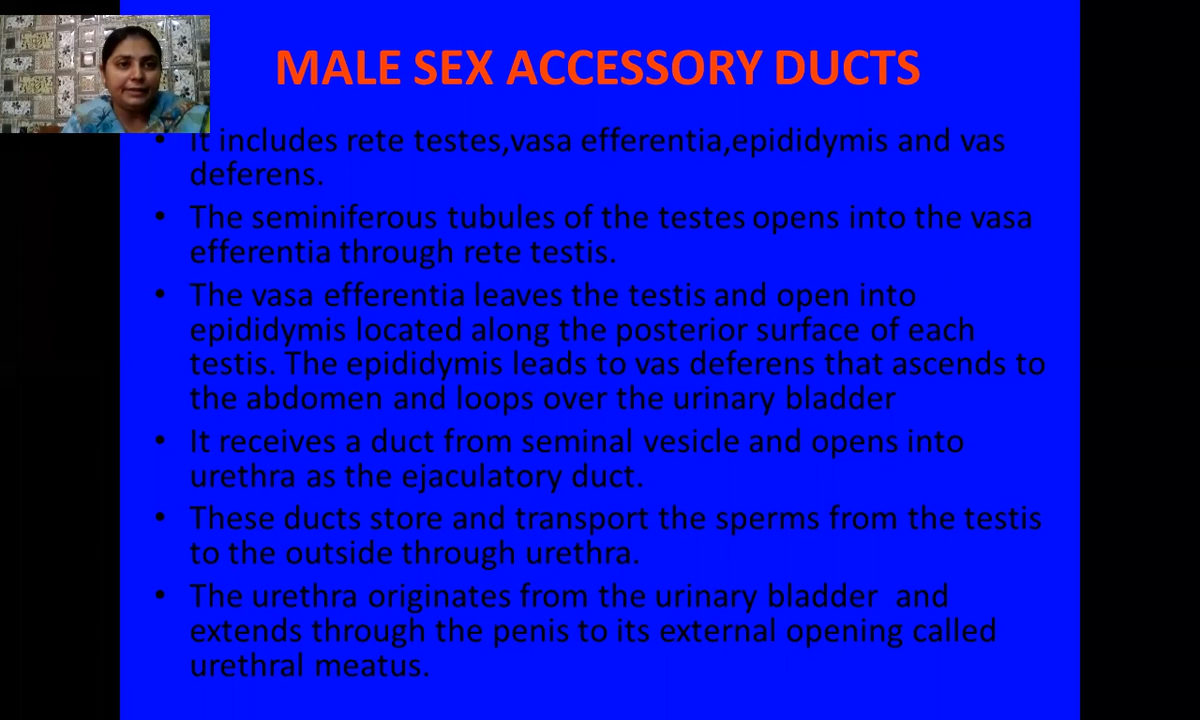 MALE SEX ACCESSORY DUCTS
• It includes rete testes,vasa efferentia,epididymis and vas
deferens.
• The seminiferous tubules of the testes opens into the vasa
efferentia through rete testis.
• The vasa efferentia leaves the testis and open into
epididymis located along the posterior surface of each
testis. The epididymis leads to vas deferens that ascends to
the abdomen and loops over the urinary bladder
• It receives a duct from seminal vesicle and opens into
urethra as the ejaculatory duct.
• These ducts store and transport the sperms from the testis
to the outside through urethra.
• The urethra originates from the urinary bladder and
extends through the penis to its external opening called
urethral meatus.